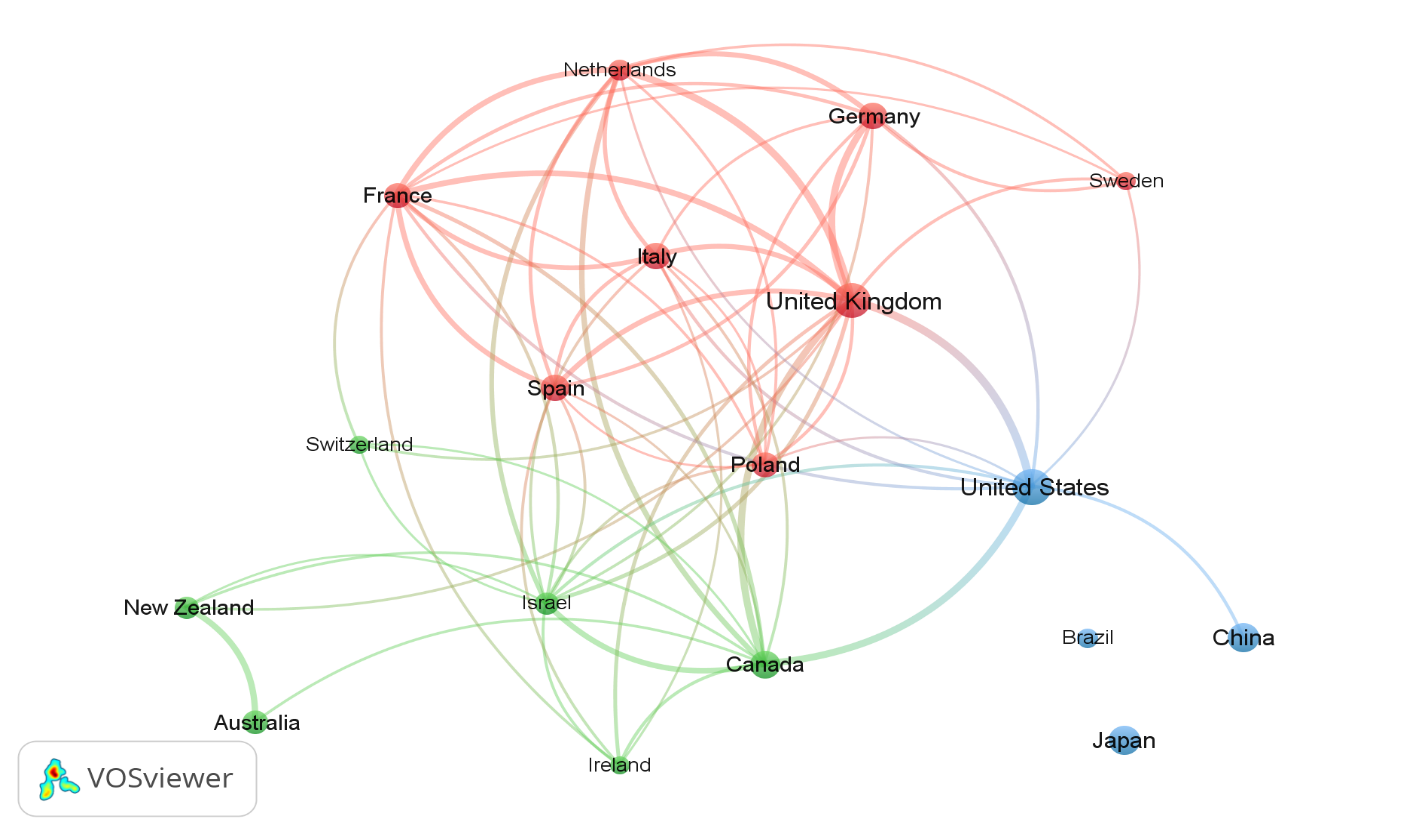 Netherlands
Germany
Sweden
France
Italy
United Kingdom
Spain
Switzerland
Poland
United States
Israel
New Zealand
Brazil
China
Canada
Australia
Japan
Ireland
VOSviewer